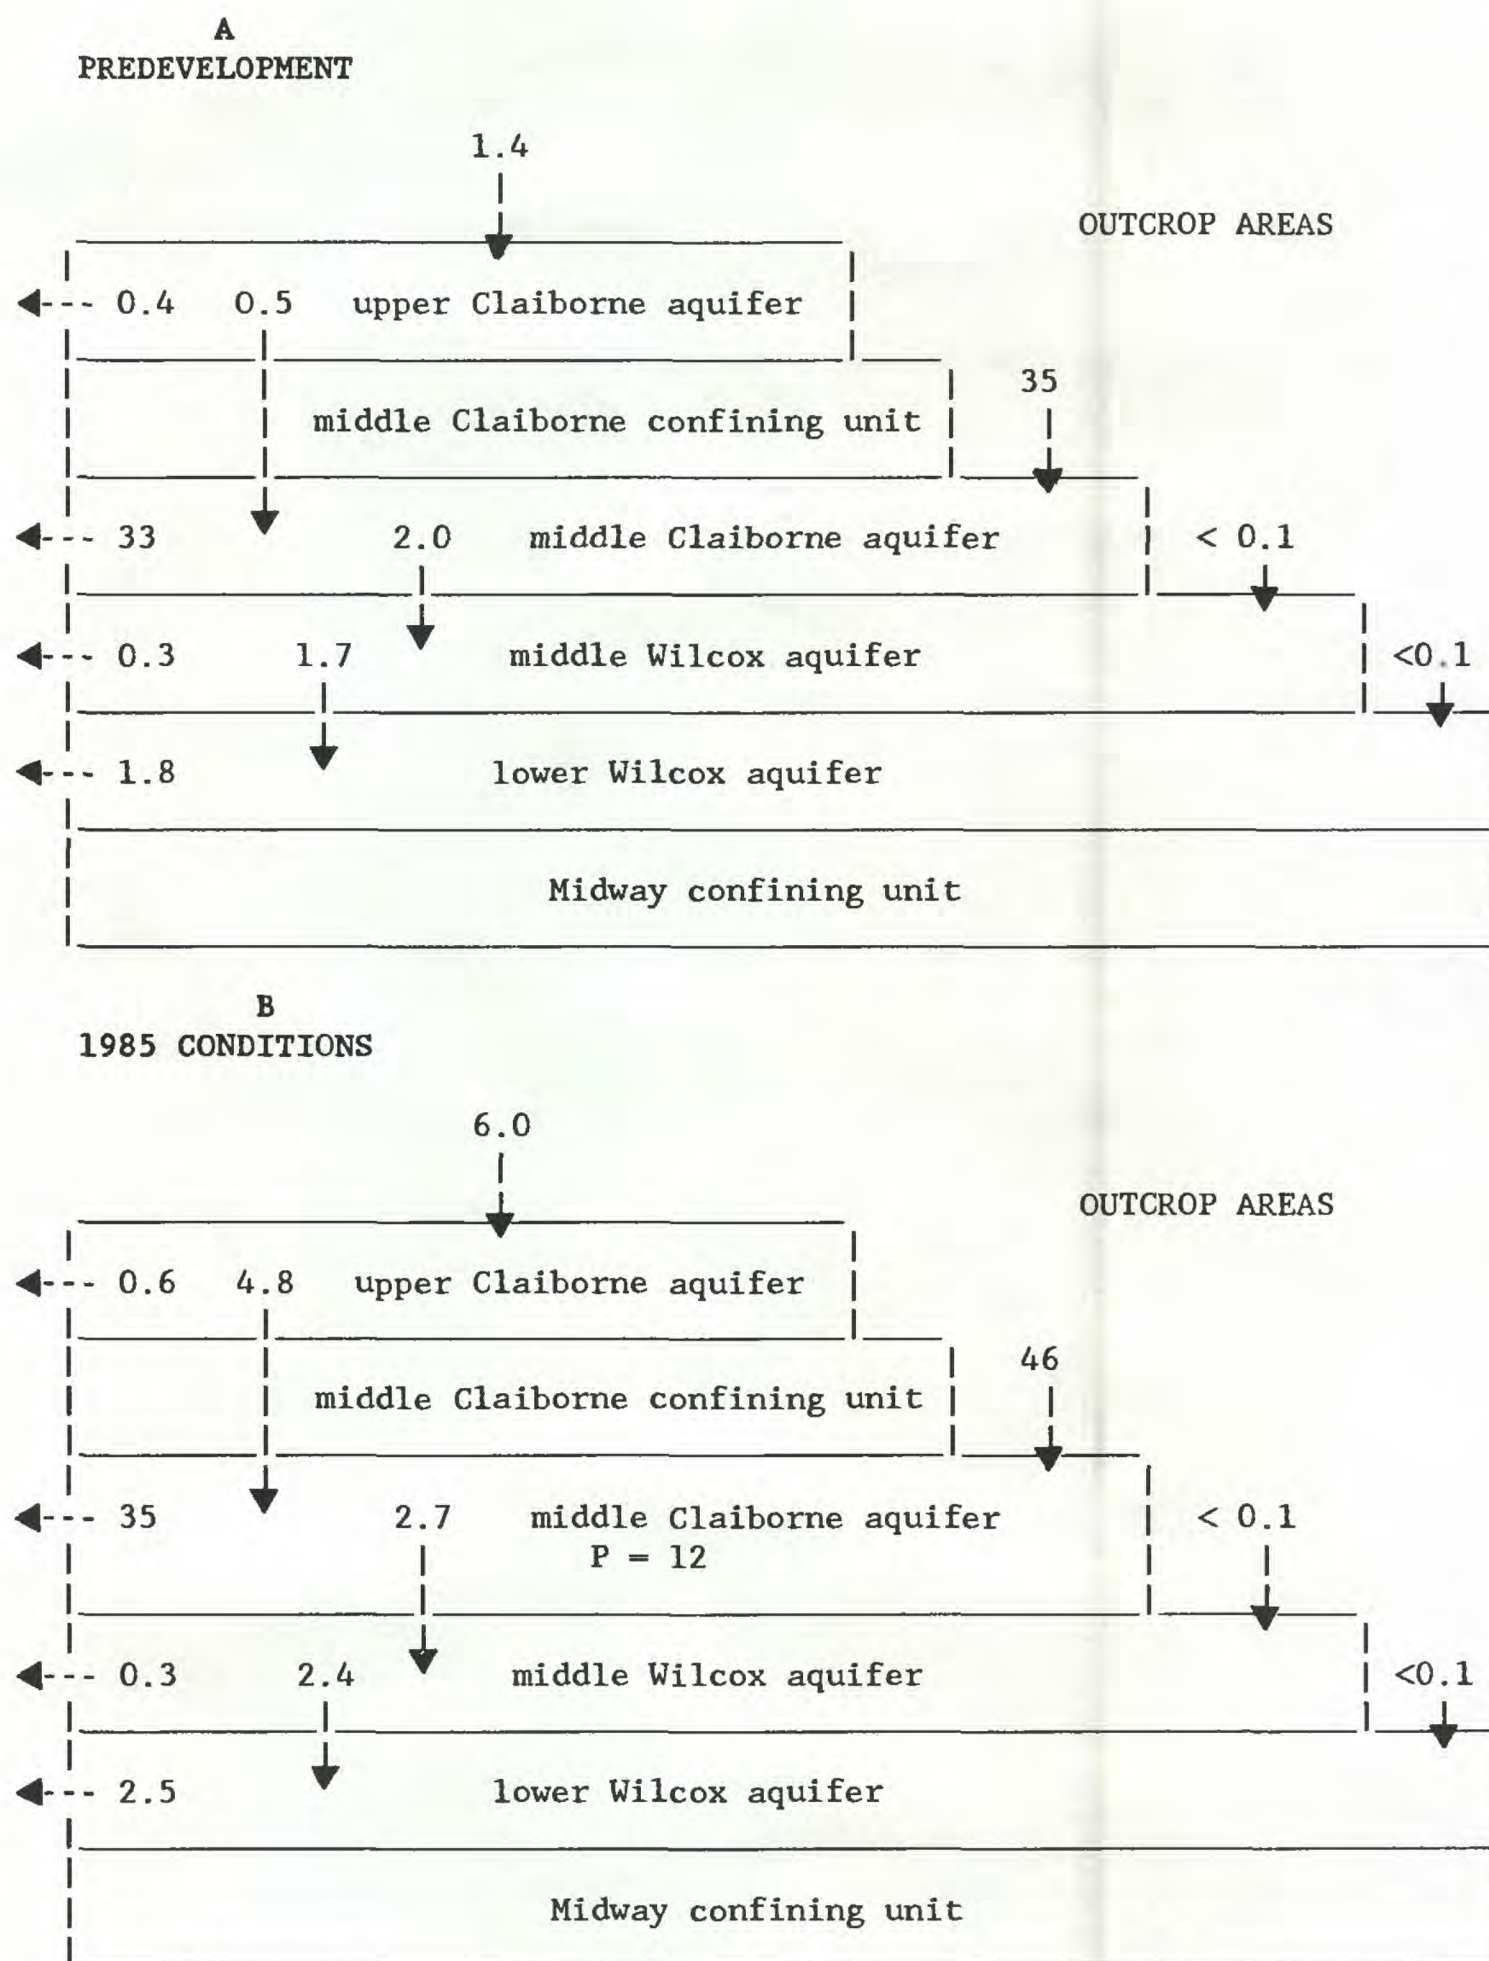 A
PREDEVELOPMENT
1.4
OUTCROP AREAS
0.4 0.5 upper Claiborne aquifer
35
middle Claiborne confining unit
33 2.0 middle Claiborne aquifer < 0.1
0.3 1.7 middle Wilcox aquifer <0.1
1.8 lower Wilcox aquifer
Midway confining unit
B
1985 CONDITIONS
6.0
OUTCROP AREAS
0.6 4.8 upper Claiborne aquifer
46
middle Claiborne confining unit
35 2.7 middle Claiborne aquifer < 0.1
P = 12
0.3 2.4 middle Wilcox aquifer <0.1
2.5 lower Wilcox aquifer
Midway confining unit